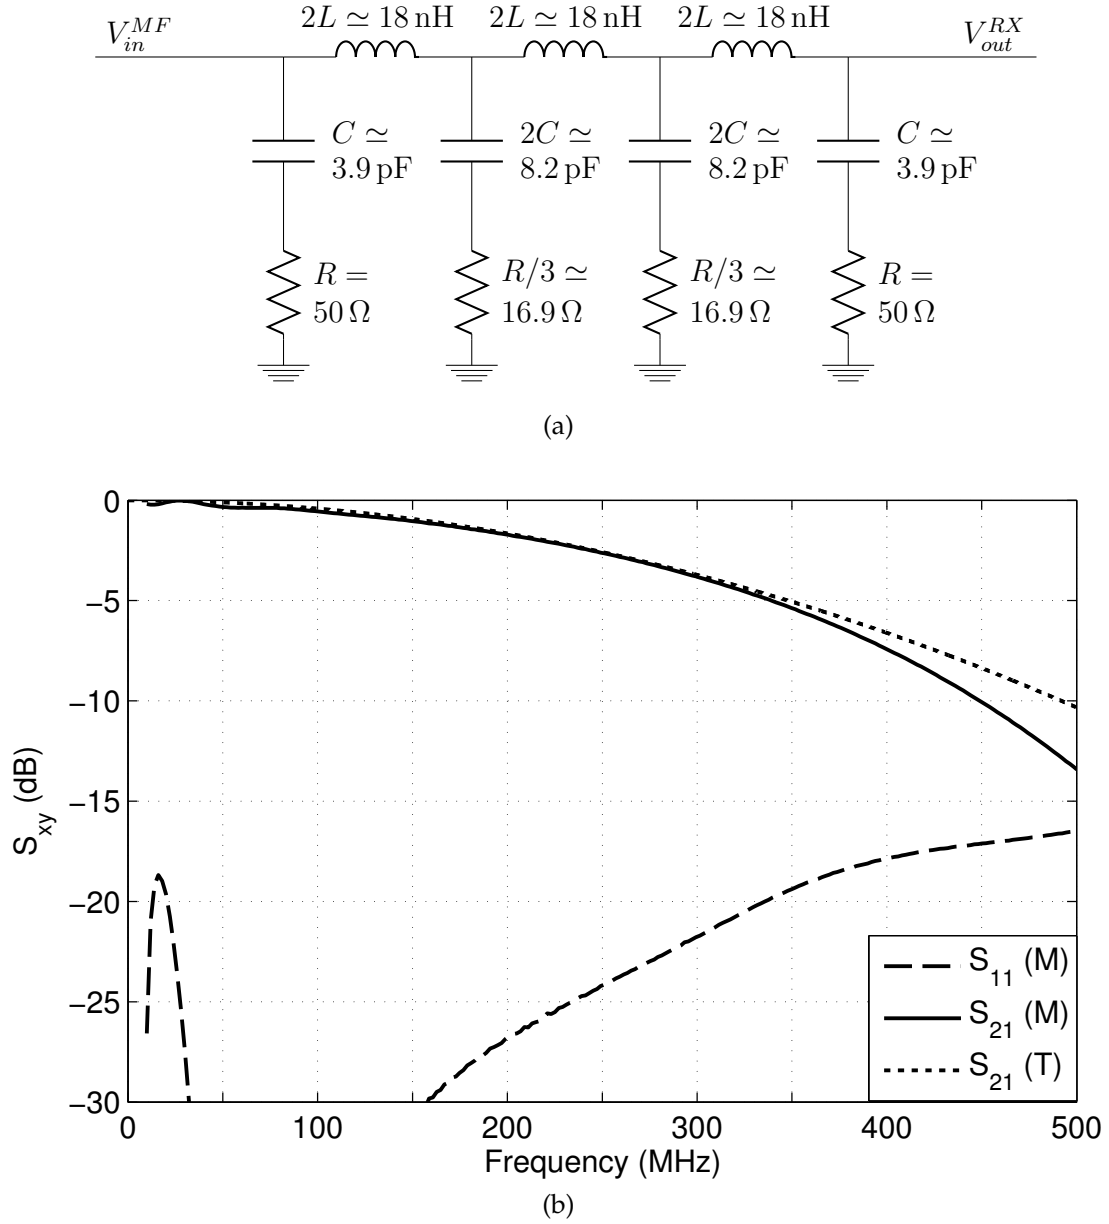 V_{in}^{MF} 2L ≃ 18 nH 2L ≃ 18 nH 2L ≃ 18 nH V_{out}^{RX}
C ≃ 2C ≃ 2C ≃ C ≃
3.9 pF 8.2 pF 8.2 pF 3.9 pF
R = R/3 ≃ R/3 ≃ R =
50 Ω 16.9 Ω 16.9 Ω 50 Ω
(a)
0
−5
−10
−15
−20
−25
−30
S_{xy} (dB)
S_{11} (M)
S_{21} (M)
S_{21} (T)
0 100 200 300 400 500
Frequency (MHz)
(b)